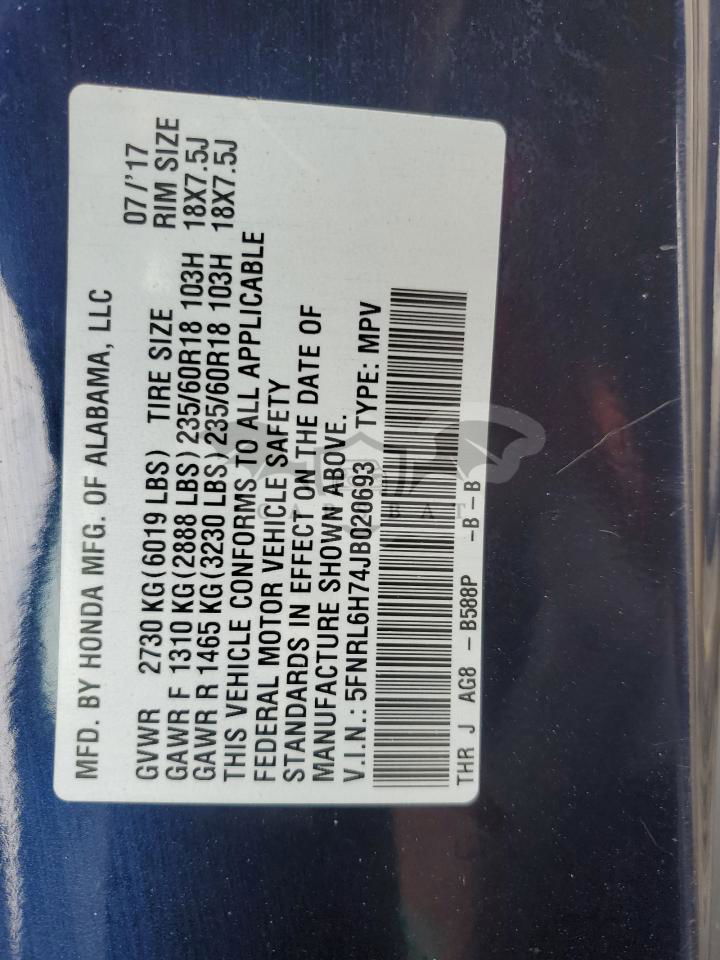 MFD. BY HONDA MFG. OF ALABAMA, LLC
07/'17
GVWR 2730 KG(6019 LBS) TIRE SIZE RIM SIZE
GAWR F 1310 KG(2888 LBS)235/60R18 103H 18X7.5J
GAWR R 1465 KG(3230 LBS)235/60R18 103H 18X7.5J
THIS VEHICLE CONFORMS TO ALL APPLICABLE
FEDERAL MOTOR VEHICLE SAFETY
STANDARDS IN EFFECT ON THE DATE OF
MANUFACTURE SHOWN ABOVE.
V.I.N.: 5FNRL6H74JB020693 TYPE: MPV
THR J AG8 - B588P -B-B